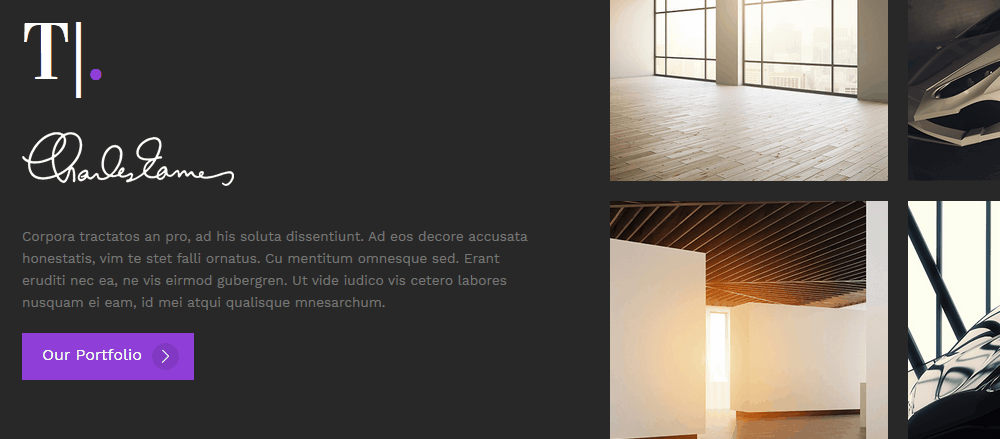 T|.
Charles Eames
Corpora tractatos an pro, ad his soluta dissentiunt. Ad eos decore accusata
honestatis, vim te stet falli ornatus. Cu mentitum omnesque sed. Erant
eruditi nec ea, ne vis eirmod gubergren. Ut vide iudico vis cetero labores
nusquam ei eam, id mei atqui qualisque mnesarchum.
Our Portfolio